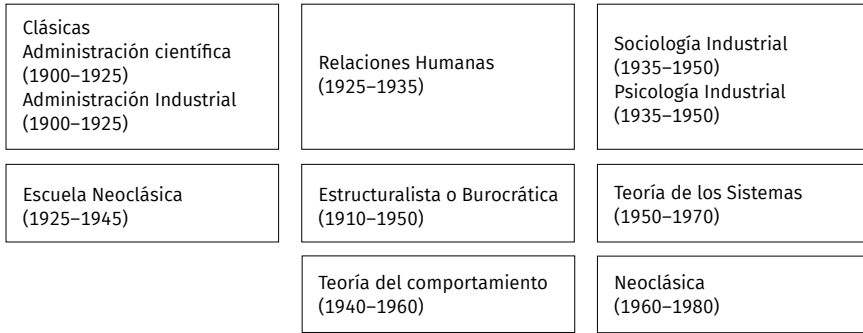 Clásicas
Administración científica
(1900–1925)
Administración Industrial
(1900–1925)
Relaciones Humanas
(1925–1935)
Sociología Industrial
(1935–1950)
Psicología Industrial
(1935–1950)
Escuela Neoclásica
(1925–1945)
Estructuralista o Burocrática
(1910–1950)
Teoría de los Sistemas
(1950–1970)
Teoría del comportamiento
(1940–1960)
Neoclásica
(1960–1980)